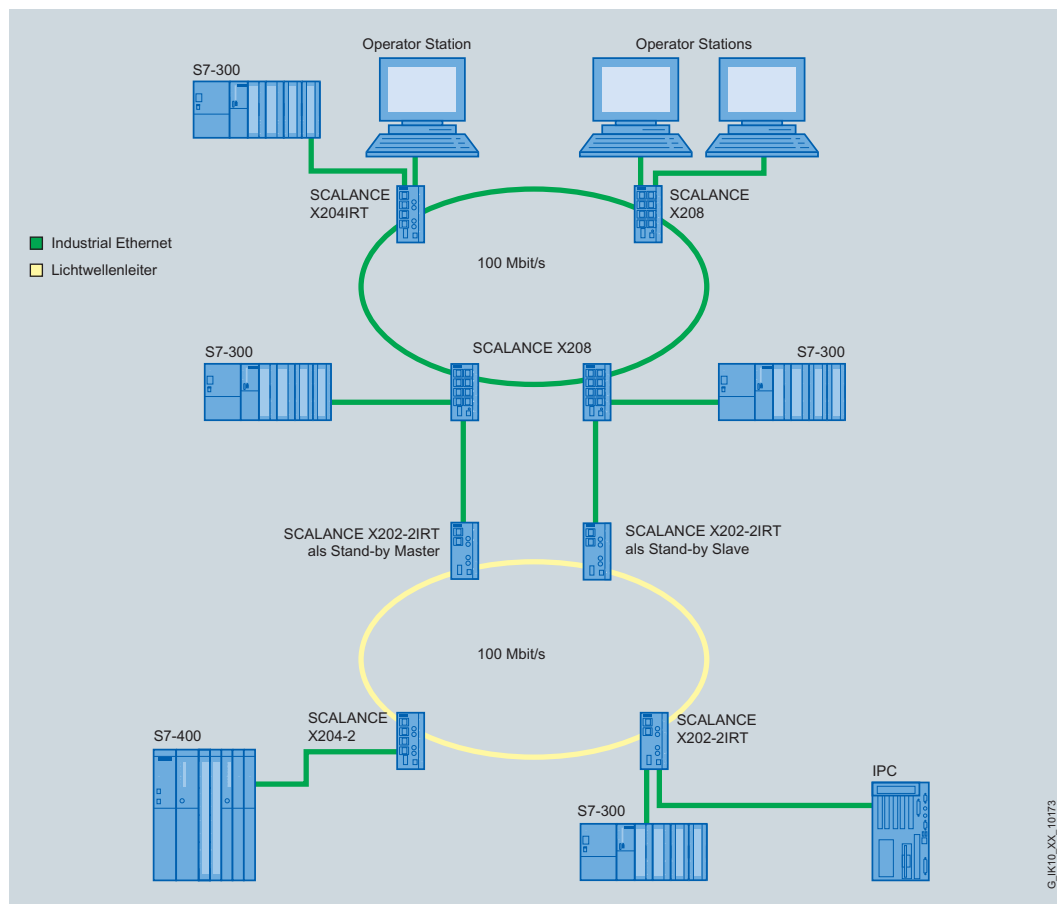 Operator Station
Operator Stations
S7-300
SCALANCE
X204IRT
SCALANCE
X208
Industrial Ethernet
Lichtwellenleiter
100 Mbit/s
SCALANCE X208
S7-300
S7-300
SCALANCE X202-2IRT
als Stand-by Master
SCALANCE X202-2IRT
als Stand-by Slave
100 Mbit/s
SCALANCE
X204-2
SCALANCE
X202-2IRT
S7-400
IPC
S7-300
G_IK10_XX_10173